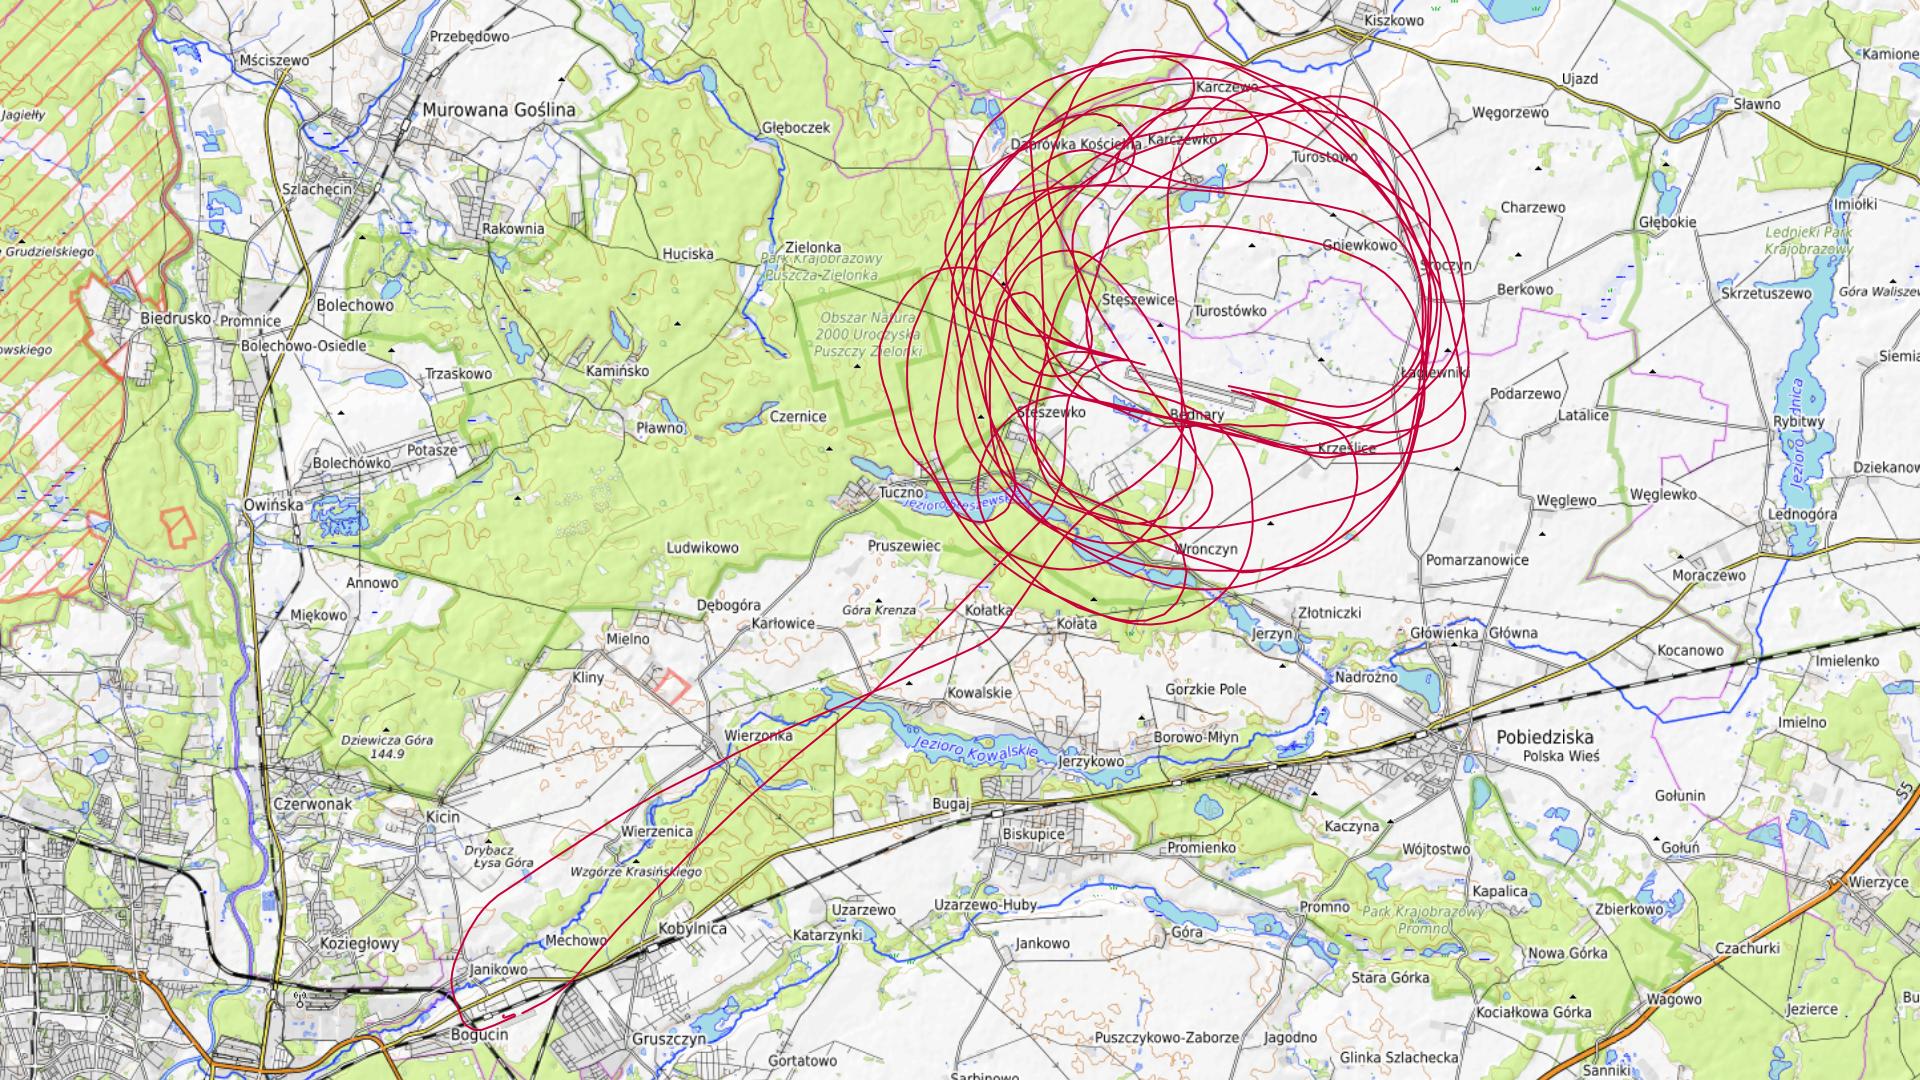 Kiszkowo
Przebędowo
Mściszewo
Kamione
Ujazd
Karczewo
Sławno
Murowana Goślina
Węgorzewo
Jagiełły
Głęboczek
Dąbrówka Kościelna
Karczewko
Turostowo
Szlachęcin
Imiołki
Charzewo
Głębokie
Rakownia
Lednicki Park
Krajobrazowy
Grudzielskiego
Huciska
Zielonka
Park Krajobrazowy
Puszcza-Zielonka
Gniewkowo
Sroczyn
Berkowo
Skrzetuszewo
Góra Waliszew
Bolechowo
Stęszewice
Turostówko
Biedrusko
Promnice
Obszar Natura
2000 Uroczyska
Puszczy Zielonki
Bolechowo-Osiedle
owskiego
Siemia
Trzaskowo
Kamińsko
Łagiewniki
Podarzewo
Latalice
Czernice
Stęszewko
Bednary
Rybitwy
Pławno
Krześlice
Jezioro Lednica
Potasze
Bolechówko
Dziekanow
Tuczno
Jezioro Stęszewskie
Węglewo
Węglewko
Owińska
Lednogóra
Ludwikowo
Pruszewiec
Wronczyn
Pomarzanowice
Annowo
Moraczewo
Miękowo
Dębogóra
Góra Krenza
Kołatka
Złotniczki
Karłowice
Kołata
Mielno
Jerzyn
Główienka
Główna
Kocanowo
Imielenko
Kliny
Kowalskie
Gorzkie Pole
Nadrożno
Imielno
Wierzonka
Dziewicza Góra
144.9
Jezioro Kowalskie
Borowo-Młyn
Pobiedziska
Polska Wieś
Jerzykowo
S5
Czerwonak
Kicin
Bugaj
Gołunin
Wierzenica
Biskupice
Kaczyna
Drybacz
Łysa Góra
Promienko
Wójtostwo
Gołuń
Wzgórze Krasińskiego
Wierzyce
Kapalica
Uzarzewo
Uzarzewo-Huby
Promno
Park Krajobrazowy
Promno
Zbierkowo
Kobylnica
Katarzynki
Góra
Koziegłowy
Mechowo
Jankowo
Czachurki
Nowa Górka
Janikowo
Stara Górka
Wagowo
Kociałkowa Górka
Jezierce
Bogucin
Gruszczyn
Puszczykowo-Zaborze
Jagodno
Gortatowo
Glinka Szlachecka
Sanniki
Sarbinowo